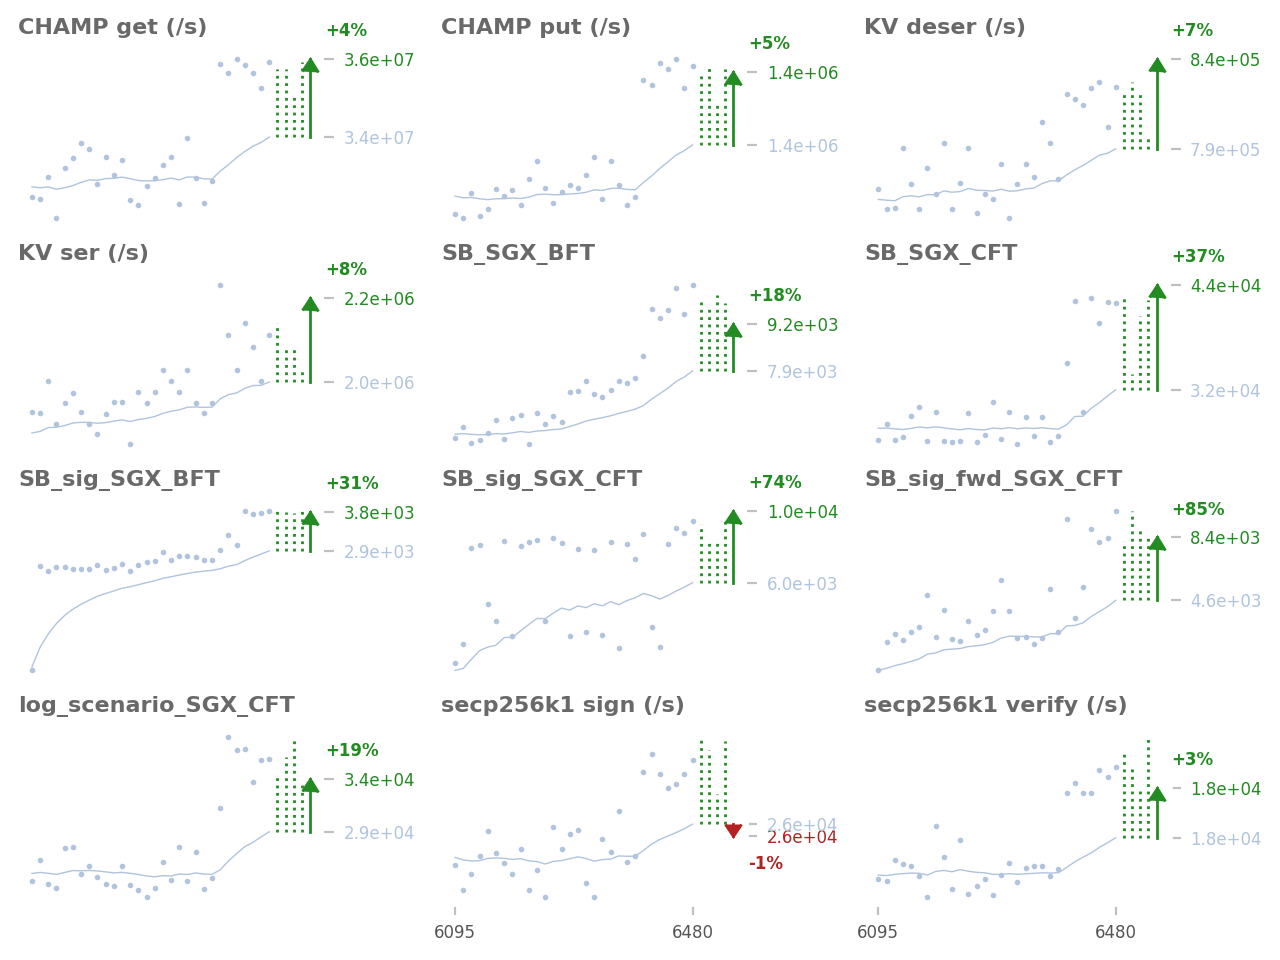 CHAMP get (/s)
+4%
3.6e+07
3.4e+07
CHAMP put (/s)
+5%
1.4e+06
1.4e+06
KV deser (/s)
+7%
8.4e+05
7.9e+05
KV ser (/s)
+8%
2.2e+06
2.0e+06
SB_SGX_BFT
+18%
9.2e+03
7.9e+03
SB_SGX_CFT
+37%
4.4e+04
3.2e+04
SB_sig_SGX_BFT
+31%
3.8e+03
2.9e+03
SB_sig_SGX_CFT
+74%
1.0e+04
6.0e+03
SB_sig_fwd_SGX_CFT
+85%
8.4e+03
4.6e+03
log_scenario_SGX_CFT
+19%
3.4e+04
2.9e+04
secp256k1 sign (/s)
2.6e+04
2.6e+04
-1%
6095
6480
secp256k1 verify (/s)
+3%
1.8e+04
1.8e+04
6095
6480